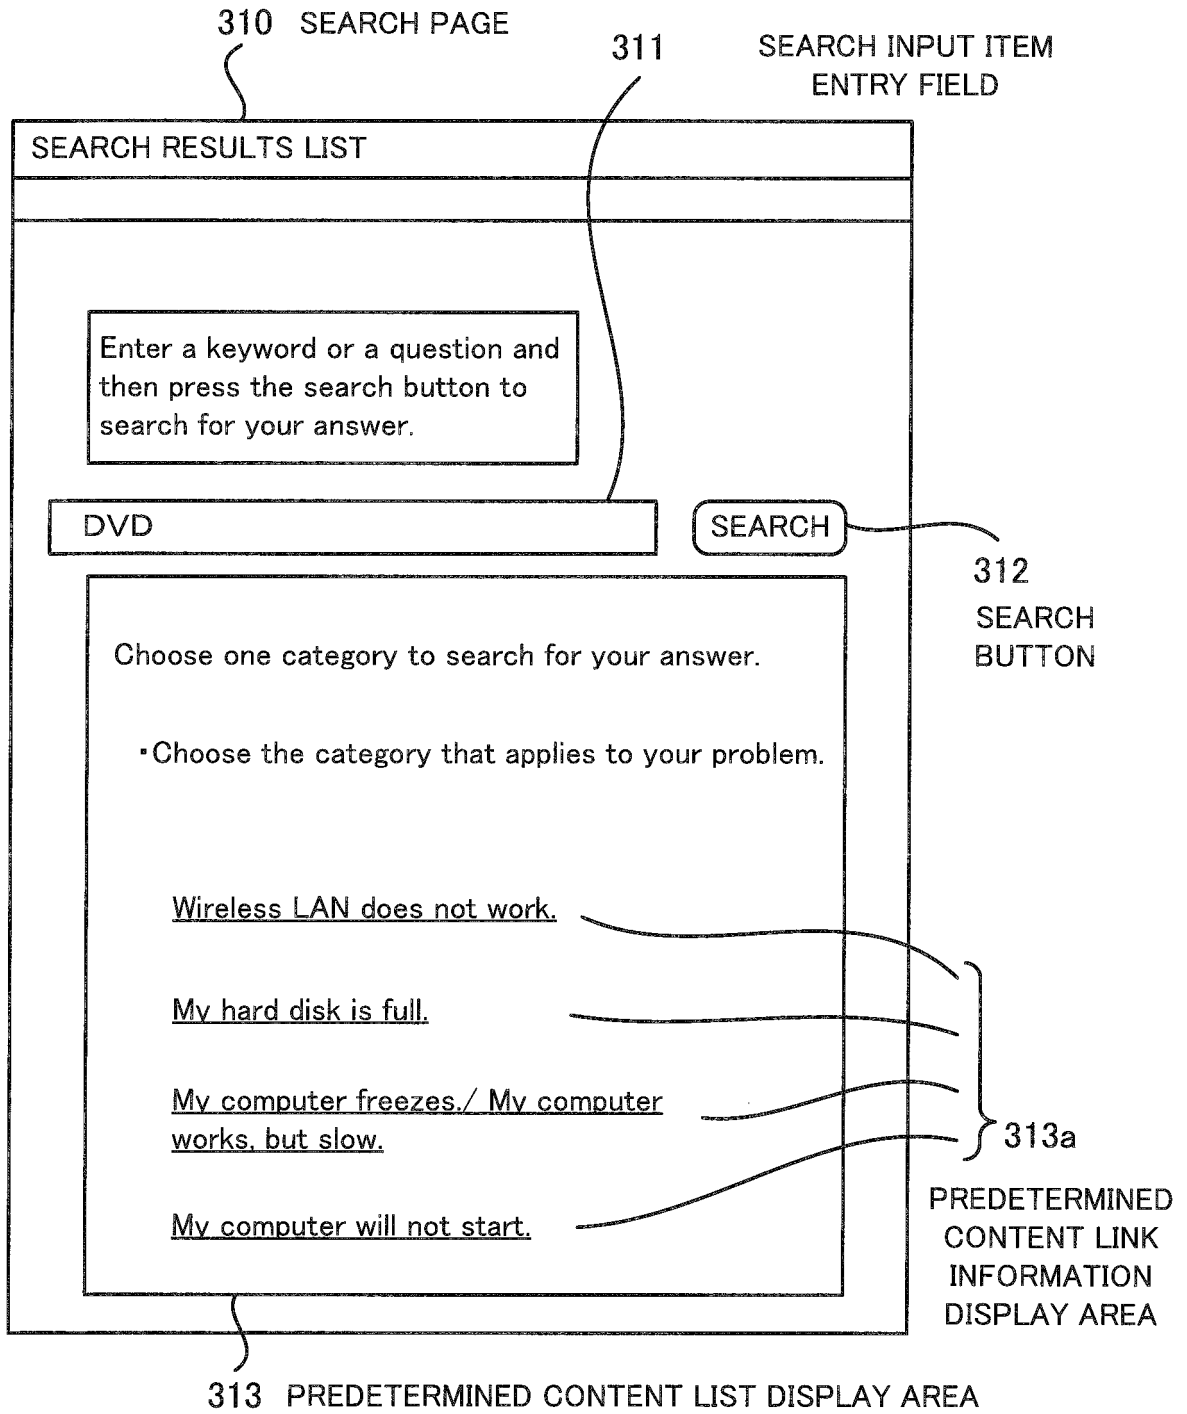 310 SEARCH PAGE
311
SEARCH INPUT ITEM
ENTRY FIELD
SEARCH RESULTS LIST
Enter a keyword or a question and
then press the search button to
search for your answer.
DVD
SEARCH
312
SEARCH
BUTTON
Choose one category to search for your answer.
▪Choose the category that applies to your problem.
Wireless LAN does not work.
My hard disk is full.
My computer freezes./ My computer
works, but slow.
My computer will not start.
313a
PREDETERMINED
CONTENT LINK
INFORMATION
DISPLAY AREA
313 PREDETERMINED CONTENT LIST DISPLAY AREA